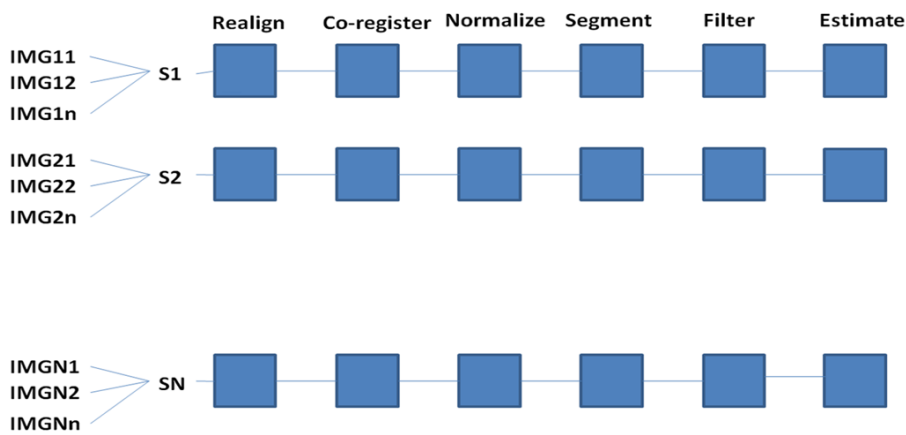 Realign Co-register Normalize Segment Filter Estimate
IMG11
IMG12
IMG1n
S1
IMG21
IMG22
IMG2n
S2
IMGN1
IMGN2
IMGNn
SN